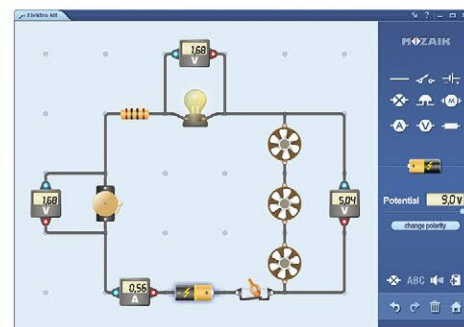 Elektro kit
1,68
V
MOZAIK
A V
1,68
V
5,04
V
Potential 9,0 V
change polarity
0,56
A
ABC